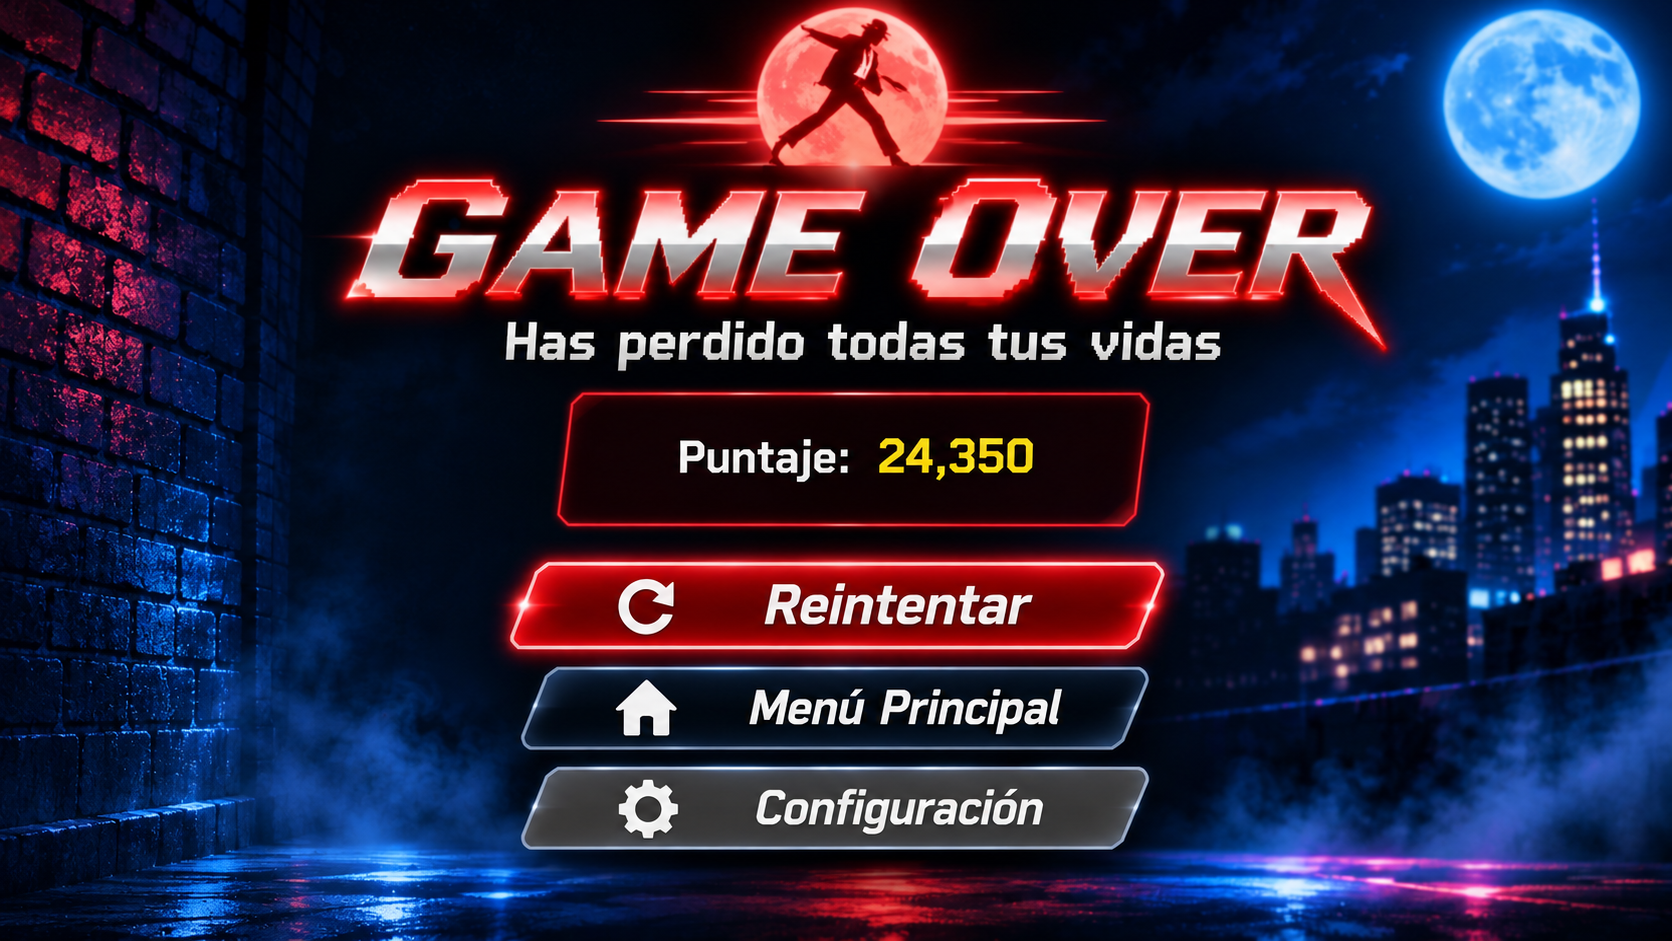 GAME OVER
Has perdido todas tus vidas
Puntaje: 24,350
Reintentar
Menú Principal
Configuración